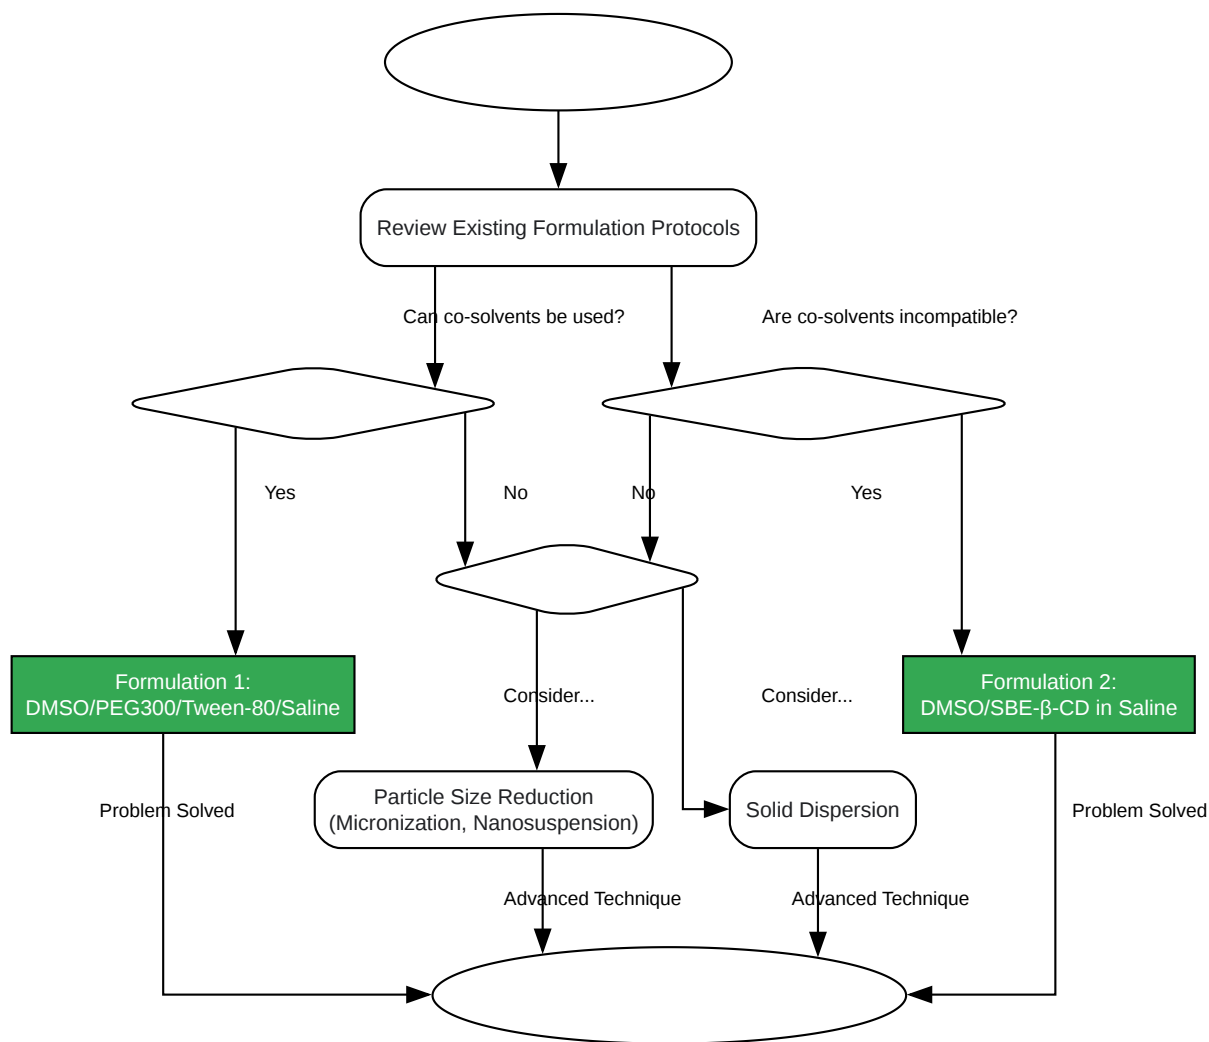 Review Existing Formulation Protocols
Can co-solvents be used?
Are co-solvents incompatible?
Yes
No
No
Yes
Formulation 1:
DMSO/PEG300/Tween-80/Saline
Consider...
Consider...
Formulation 2:
DMSO/SBE-β-CD in Saline
Problem Solved
Particle Size Reduction
(Micronization, Nanosuspension)
Solid Dispersion
Problem Solved
Advanced Technique
Advanced Technique